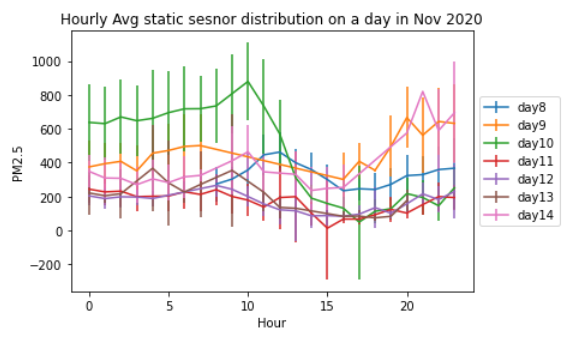 Hourly Avg static sesnor distribution on a day in Nov 2020
PM2.5
1000
800
600
400
200
0
−200
0
5
10
15
20
Hour
day8
day9
day10
day11
day12
day13
day14